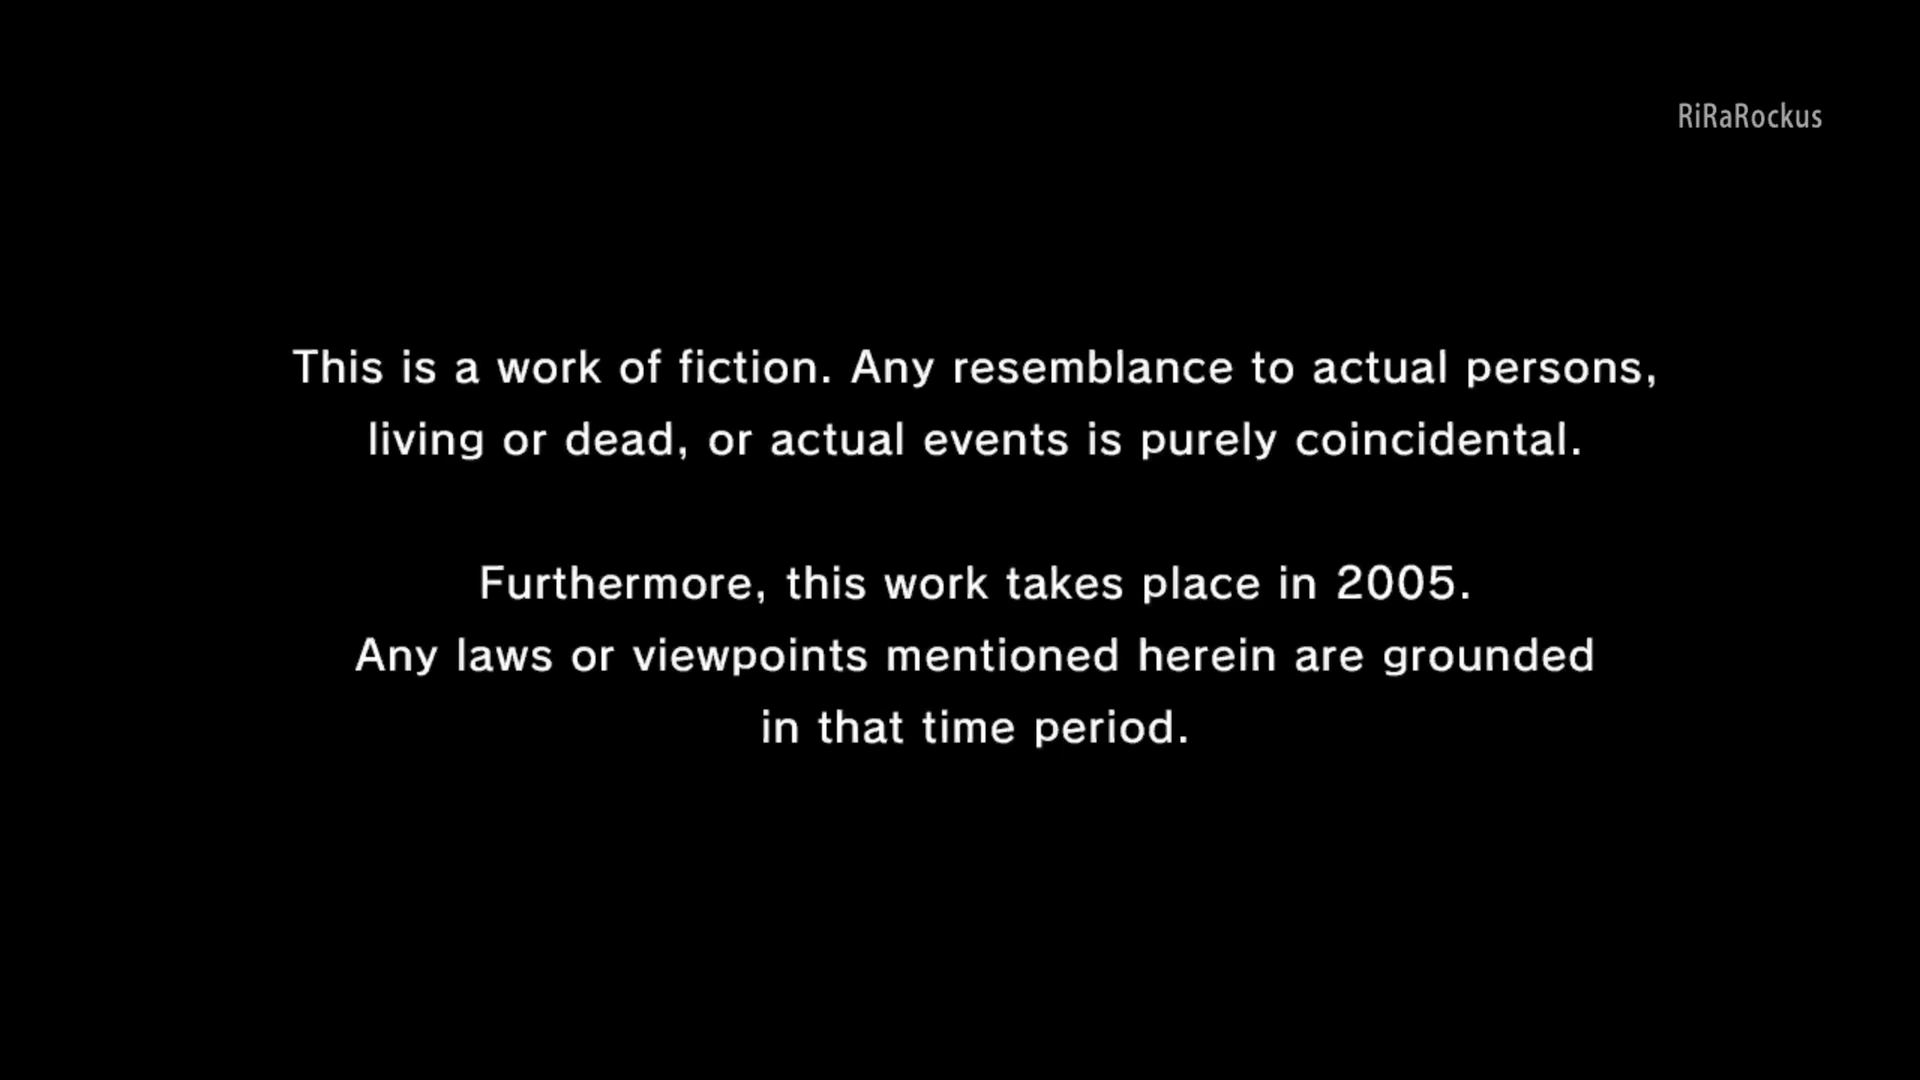 RiRaRockus
This is a work of fiction. Any resemblance to actual persons,
living or dead, or actual events is purely coincidental.
Furthermore, this work takes place in 2005.
Any laws or viewpoints mentioned herein are grounded
in that time period.